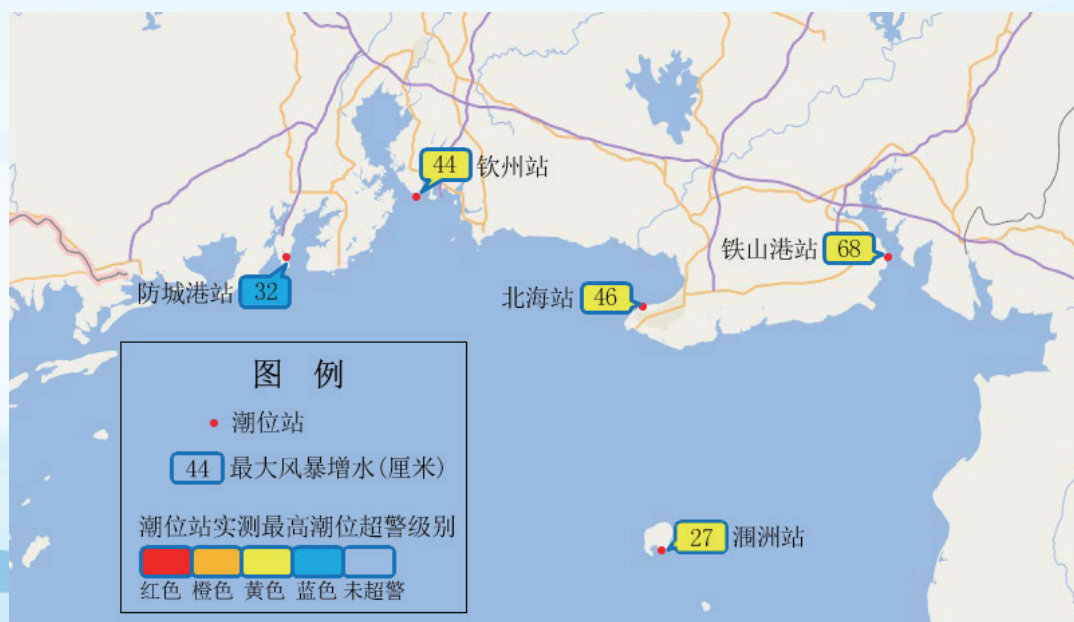 44 钦州站
铁山港站 68
防城港站 32
北海站 46
图 例
潮位站
44 最大风暴增水(厘米)
潮位站实测最高潮位超警级别
红色 橙色 黄色 蓝色 未超警
27 涠洲站